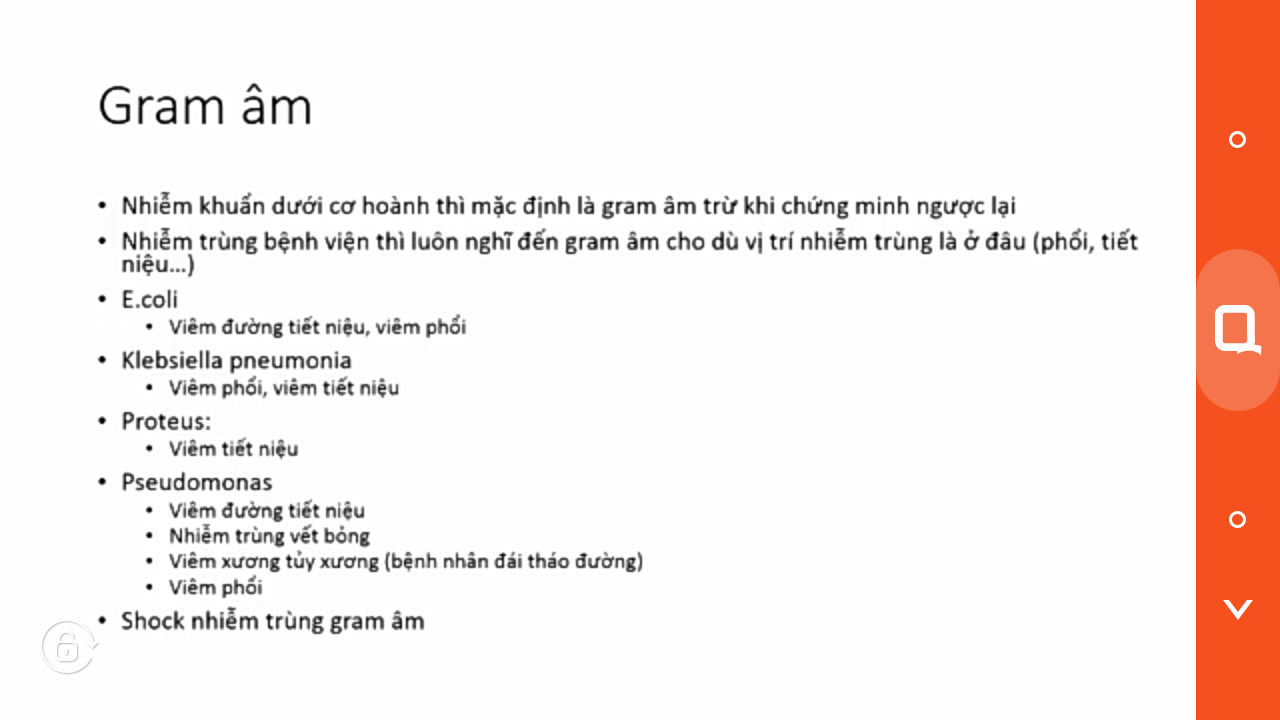 Gram âm
• Nhiễm khuẩn dưới cơ hoành thì mặc định là gram âm trừ khi chứng minh ngược lại
• Nhiễm trùng bệnh viện thì luôn nghĩ đến gram âm cho dù vị trí nhiễm trùng là ở đâu (phổi, tiết
niệu...)
• E.coli
• Viêm đường tiết niệu, viêm phổi
• Klebsiella pneumonia
• Viêm phổi, viêm tiết niệu
• Proteus:
• Viêm tiết niệu
• Pseudomonas
• Viêm đường tiết niệu
• Nhiễm trùng vết bỏng
• Viêm xương tủy xương (bệnh nhân đái tháo đường)
• Viêm phổi
• Shock nhiễm trùng gram âm